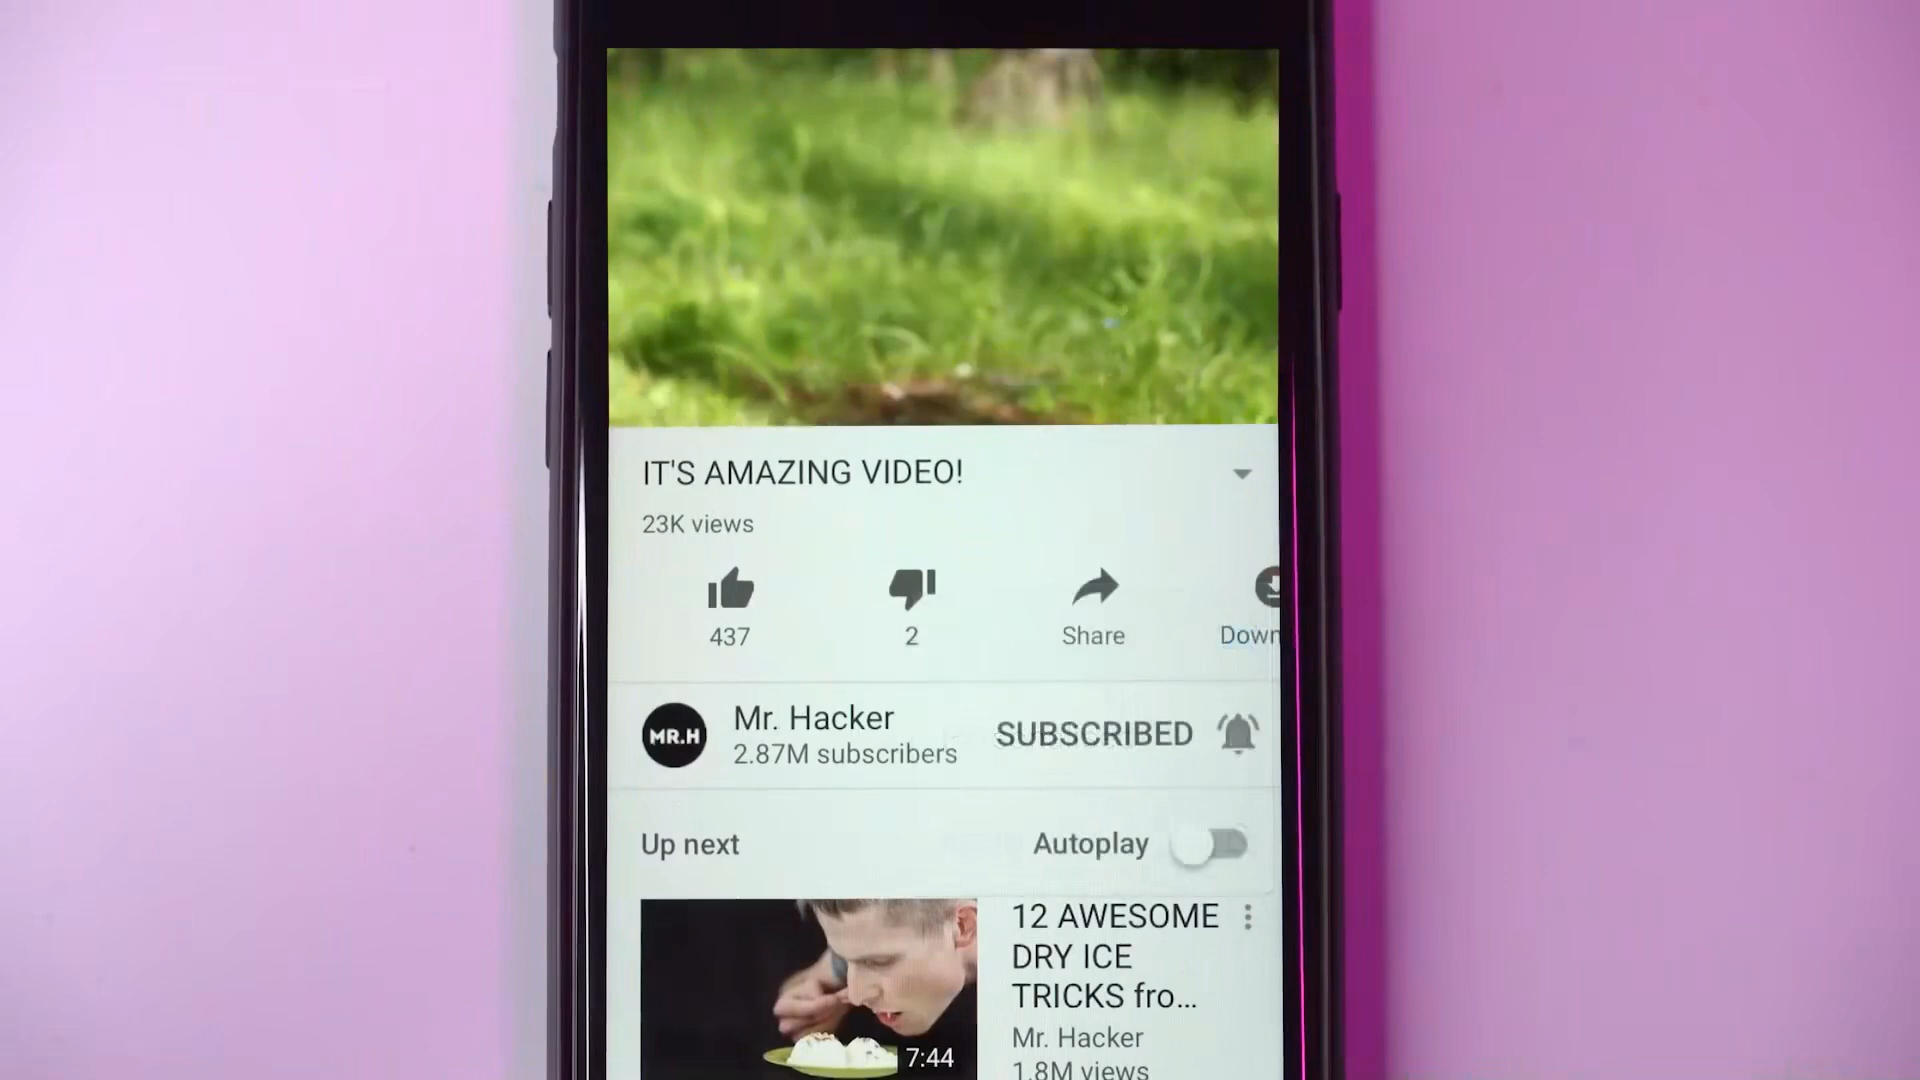 IT'S AMAZING VIDEO!
23K views
437
2
Share
Down
MR.H
Mr. Hacker
2.87M subscribers
SUBSCRIBED
Up next
Autoplay
12 AWESOME
DRY ICE
TRICKS fro...
Mr. Hacker
1.8M views
7:44